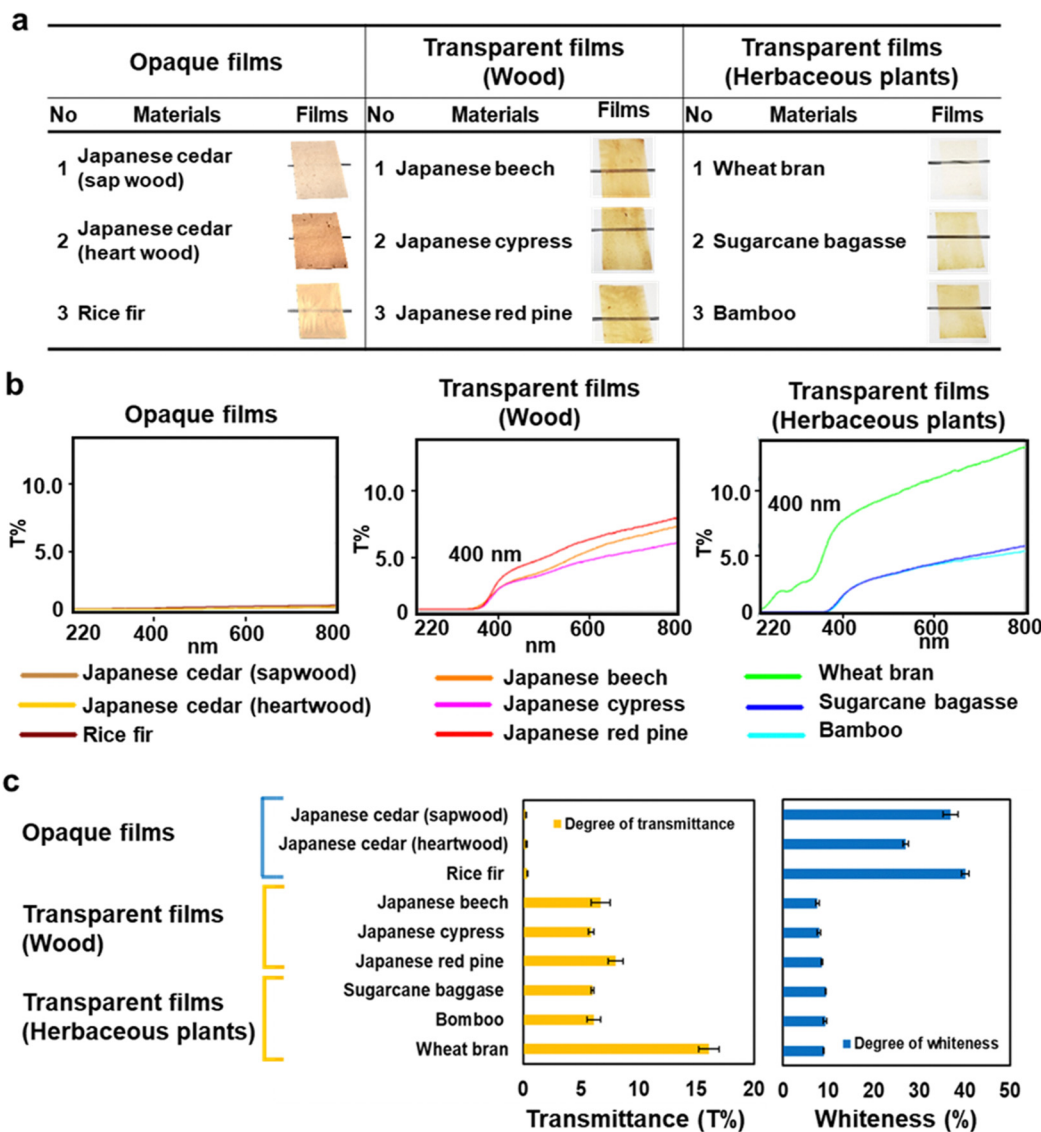 a
Opaque films
Transparent films
(Wood)
Transparent films
(Herbaceous plants)
No Materials Films
No Materials Films
No Materials Films
1 Japanese cedar
(sap wood)
1 Japanese beech
1 Wheat bran
2 Japanese cedar
(heart wood)
2 Japanese cypress
2 Sugarcane bagasse
3 Rice fir
3 Japanese red pine
3 Bamboo
b
Opaque films
T%
10.0
5.0
0
220 400 600 800
nm
Japanese cedar (sapwood)
Japanese cedar (heartwood)
Rice fir
Transparent films
(Wood)
T%
10.0
5.0
0
400 nm
220 400 600 800
nm
Japanese beech
Japanese cypress
Japanese red pine
Transparent films
(Herbaceous plants)
T%
10.0
5.0
0
400 nm
220 400 600 800
nm
Wheat bran
Sugarcane bagasse
Bamboo
c
Opaque films
Transparent films
(Wood)
Transparent films
(Herbaceous plants)
Japanese cedar (sapwood)
Japanese cedar (heartwood)
Rice fir
Japanese beech
Japanese cypress
Japanese red pine
Sugarcane baggase
Bomboo
Wheat bran
Degree of transmittance
0 5 10 15 20
Transmittance (T%)
Degree of whiteness
0 10 20 30 40 50
Whiteness (%)